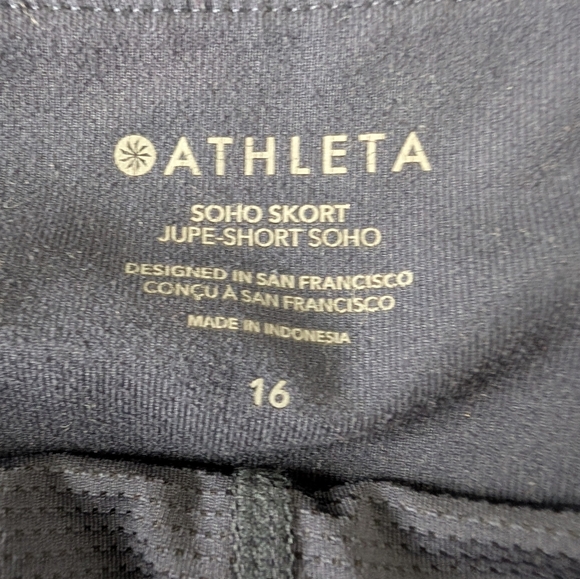 ATHLETA
SOHO SKORT
JUPE-SHORT SOHO
DESIGNED IN SAN FRANCISCO
CONÇU À SAN FRANCISCO
MADE IN INDONESIA
16